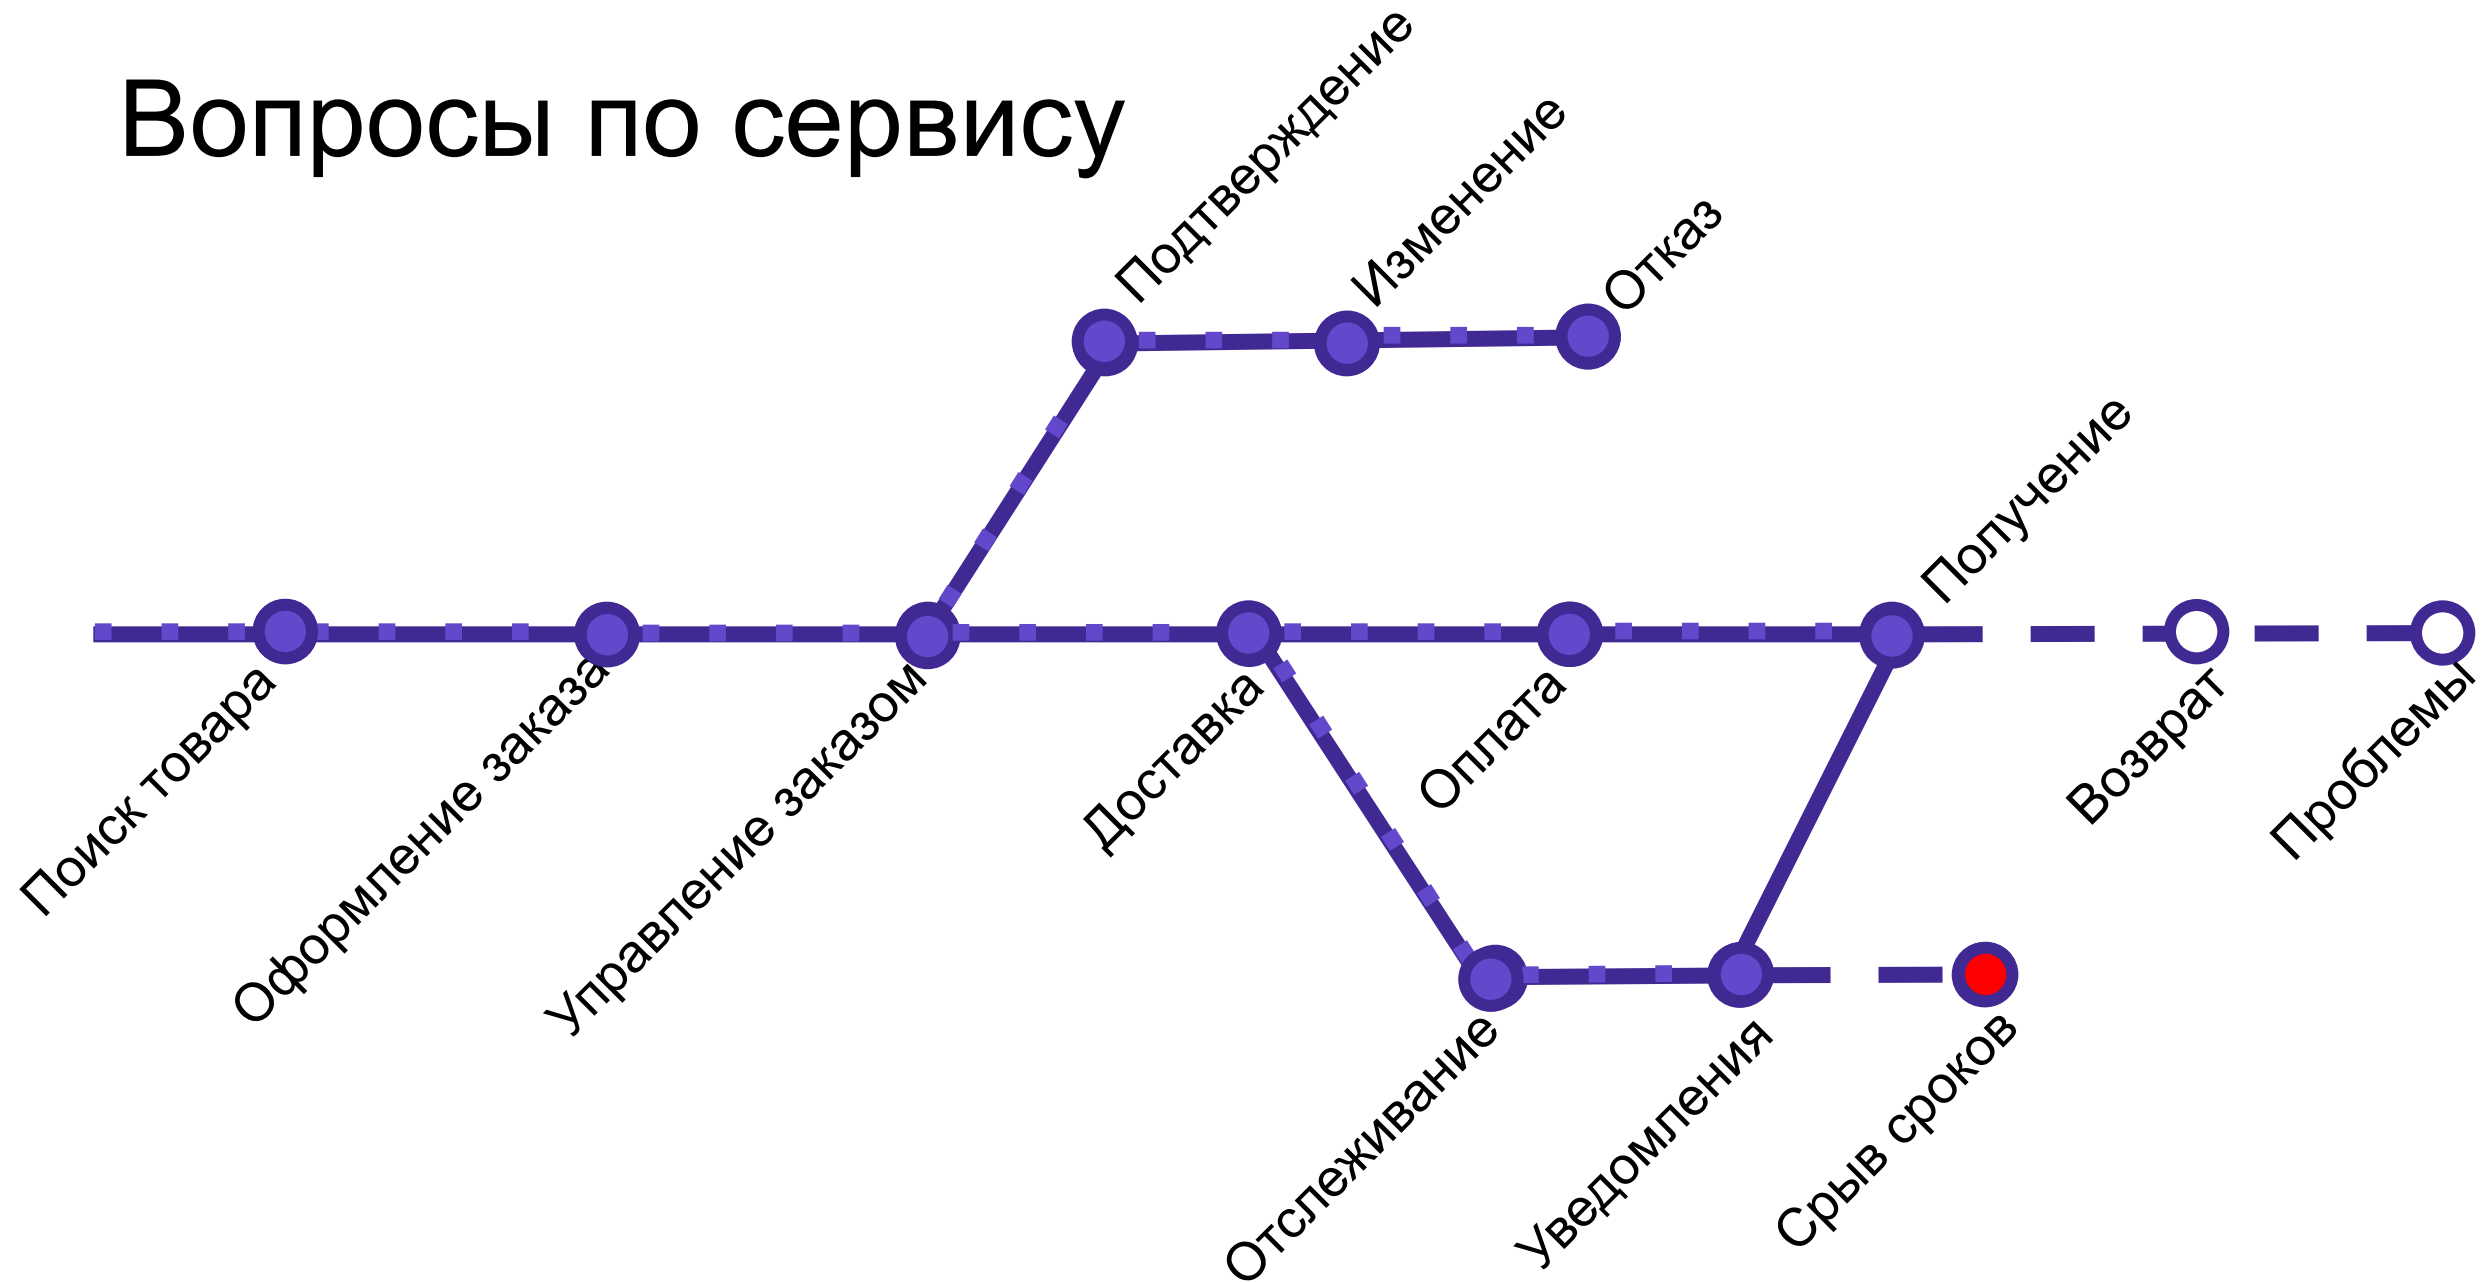 Вопросы по сервису
Подтверждение
Изменение
Отказ
Получение
Поиск товара
Оформление заказа
Управление заказом
Доставка
Оплата
Возврат
Проблемы
Отслеживание
Уведомления
Срыв сроков